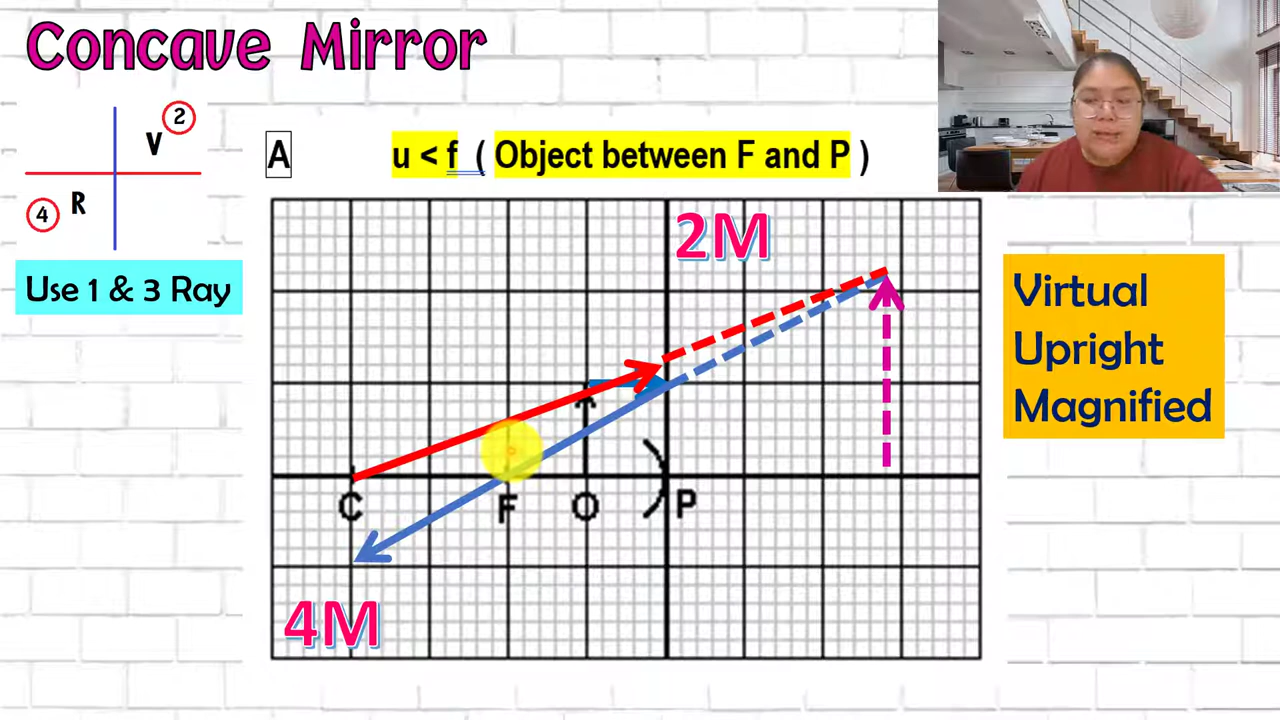 Concave Mirror
2
V
4
R
Use 1 & 3 Ray
A
u < f ( Object between F and P )
2M
C
F
O
P
4M
Virtual
Upright
Magnified